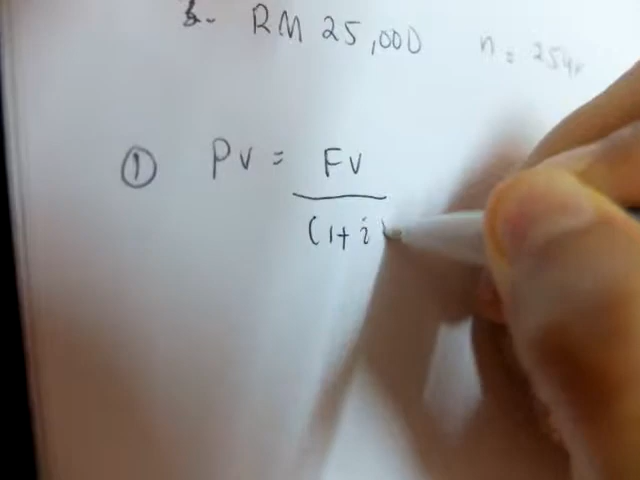 RM 25,000 n = 25yr
① PV = FV
(1+i)